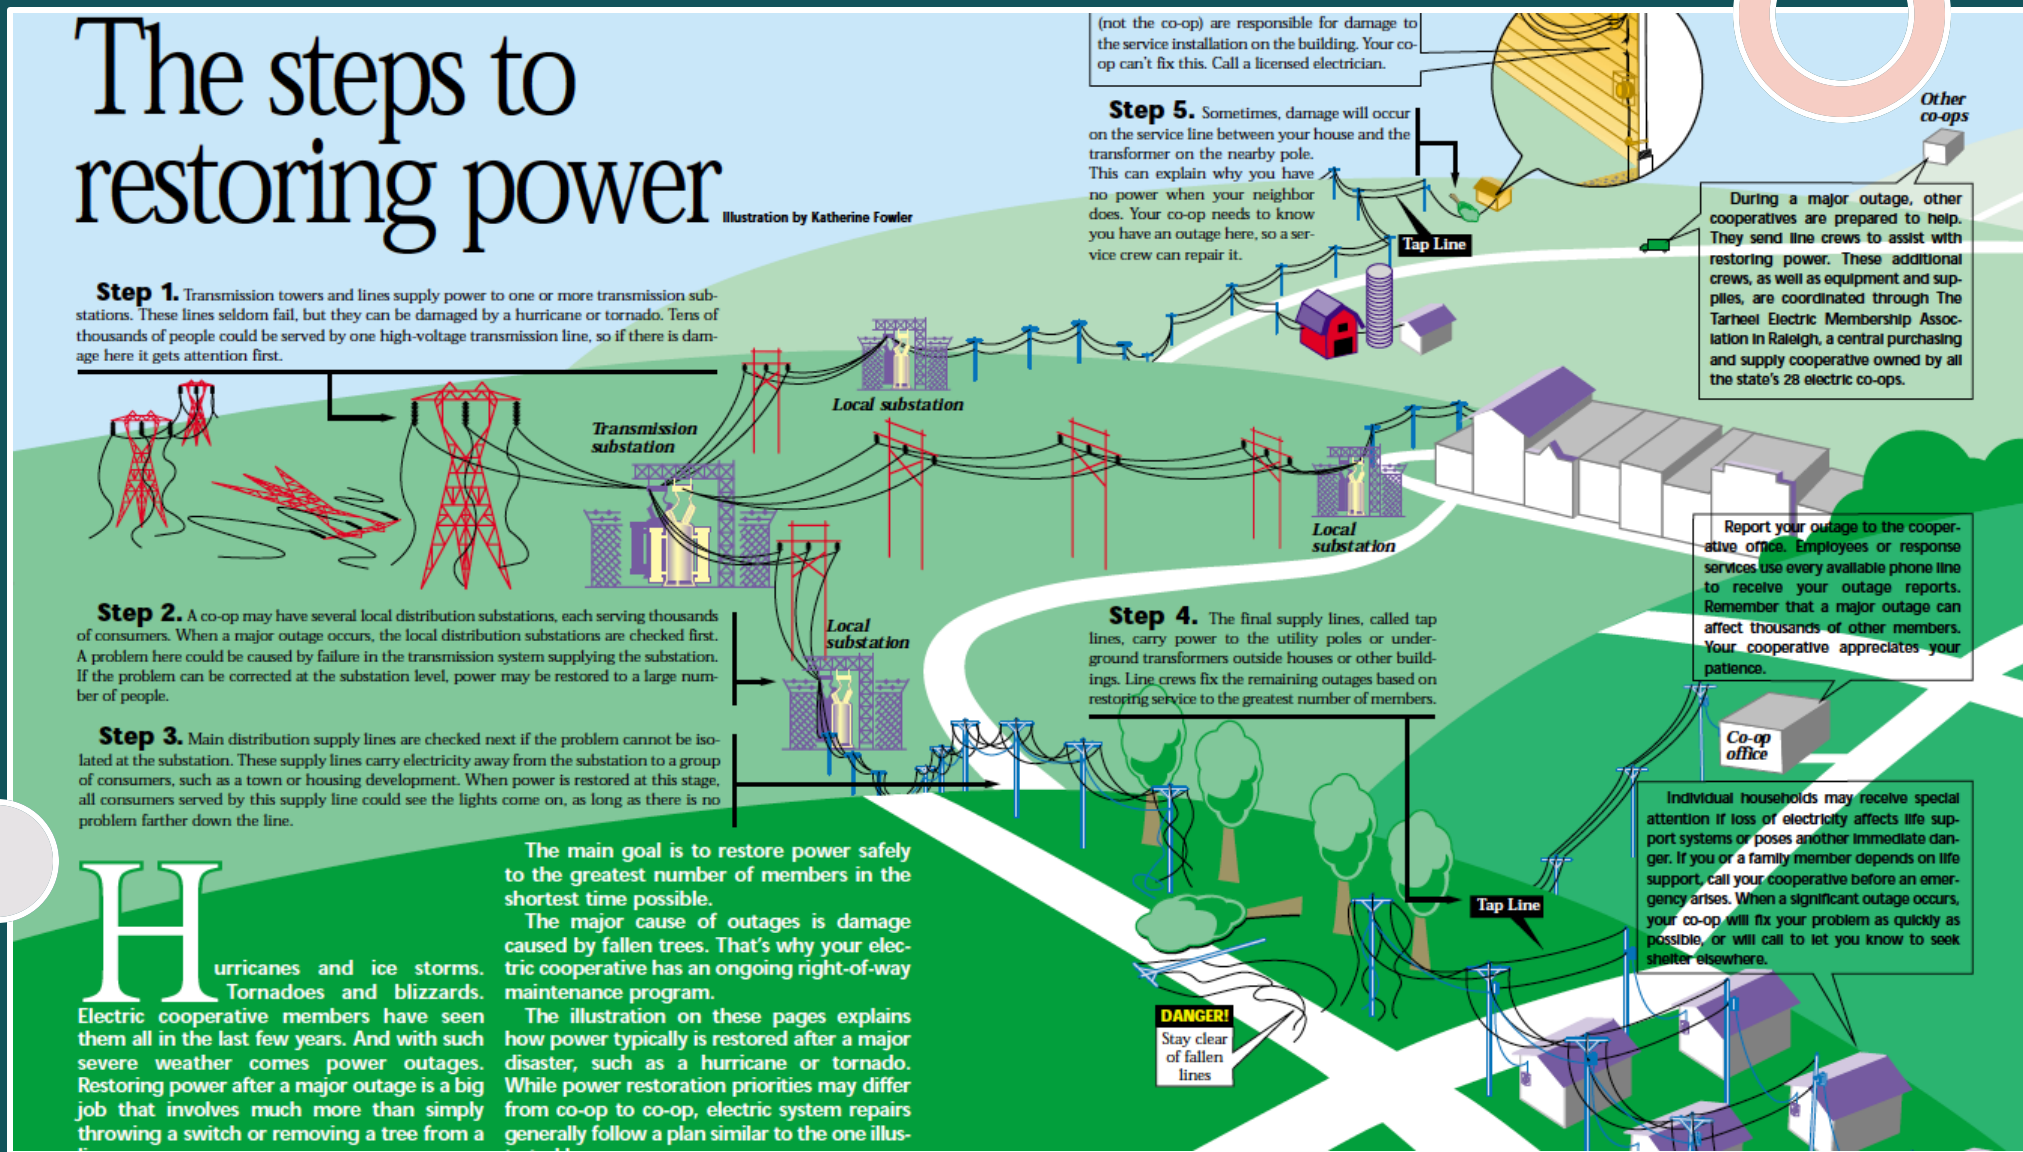 The steps to
restoring power
Illustration by Katherine Fowler
Step 1. Transmission towers and lines supply power to one or more transmission sub-
stations. These lines seldom fail, but they can be damaged by a hurricane or tornado. Tens of
thousands of people could be served by one high-voltage transmission line, so if there is dam-
age here it gets attention first.
Transmission
substation
Local substation
Local
substation
Local
substation
Step 2. A co-op may have several local distribution substations, each serving thousands
of consumers. When a major outage occurs, the local distribution substations are checked first.
A problem here could be caused by failure in the transmission system supplying the substation.
If the problem can be corrected at the substation level, power may be restored to a large num-
ber of people.
Step 3. Main distribution supply lines are checked next if the problem cannot be iso-
lated at the substation. These supply lines carry electricity away from the substation to a group
of consumers, such as a town or housing development. When power is restored at this stage,
all consumers served by this supply line could see the lights come on, as long as there is no
problem farther down the line.
Hurricanes and ice storms.
Tornadoes and blizzards.
Electric cooperative members have seen
them all in the last few years. And with such
severe weather comes power outages.
Restoring power after a major outage is a big
job that involves much more than simply
throwing a switch or removing a tree from a
The main goal is to restore power safely
to the greatest number of members in the
shortest time possible.
The major cause of outages is damage
caused by fallen trees. That's why your elec-
tric cooperative has an ongoing right-of-way
maintenance program.
The illustration on these pages explains
how power typically is restored after a major
disaster, such as a hurricane or tornado.
While power restoration priorities may differ
from co-op to co-op, electric system repairs
generally follow a plan similar to the one illus-
(not the co-op) are responsible for damage to
the service installation on the building. Your co-
op can't fix this. Call a licensed electrician.
Step 5. Sometimes, damage will occur
on the service line between your house and the
transformer on the nearby pole.
This can explain why you have
no power when your neighbor
does. Your co-op needs to know
you have an outage here, so a ser-
vice crew can repair it.
Tap Line
Step 4. The final supply lines, called tap
lines, carry power to the utility poles or under-
ground transformers outside houses or other build-
ings. Line crews fix the remaining outages based on
restoring service to the greatest number of members.
Tap Line
DANGER!
Stay clear
of fallen
lines
Other
co-ops
During a major outage, other
cooperatives are prepared to help.
They send line crews to assist with
restoring power. These additional
crews, as well as equipment and sup-
plies, are coordinated through The
Tarheel Electric Membership Assoc-
iation in Raleigh, a central purchasing
and supply cooperative owned by all
the state's 28 electric co-ops.
Report your outage to the cooper-
ative office. Employees or response
services use every available phone line
to receive your outage reports.
Remember that a major outage can
affect thousands of other members.
Your cooperative appreciates your
patience.
Co-op
office
Individual households may receive special
attention if loss of electricity affects life sup-
port systems or poses another immediate dan-
ger. If you or a family member depends on life
support, call your cooperative before an emer-
gency arises. When a significant outage occurs,
your co-op will fix your problem as quickly as
possible, or will call to let you know to seek
shelter elsewhere.